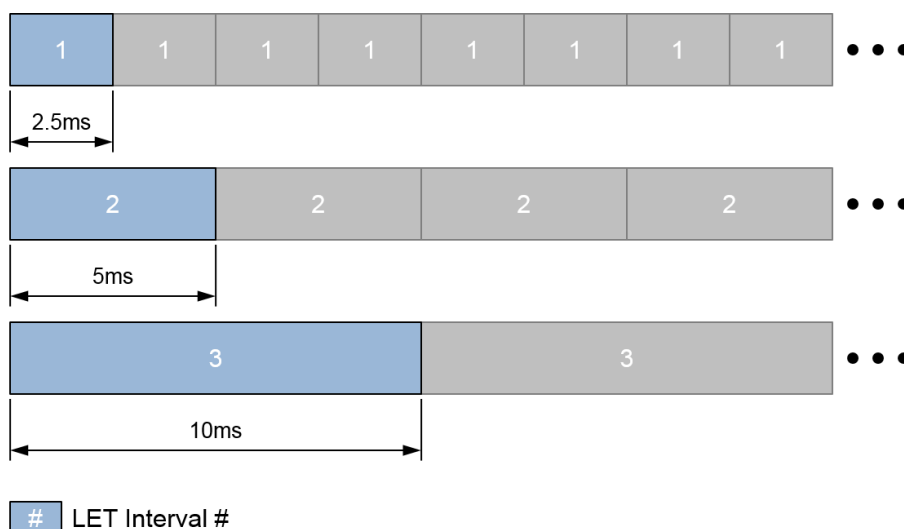 1 1 1 1 1 1 1 1
2.5ms
2 2 2 2
5ms
3 3
10ms
# LET Interval #